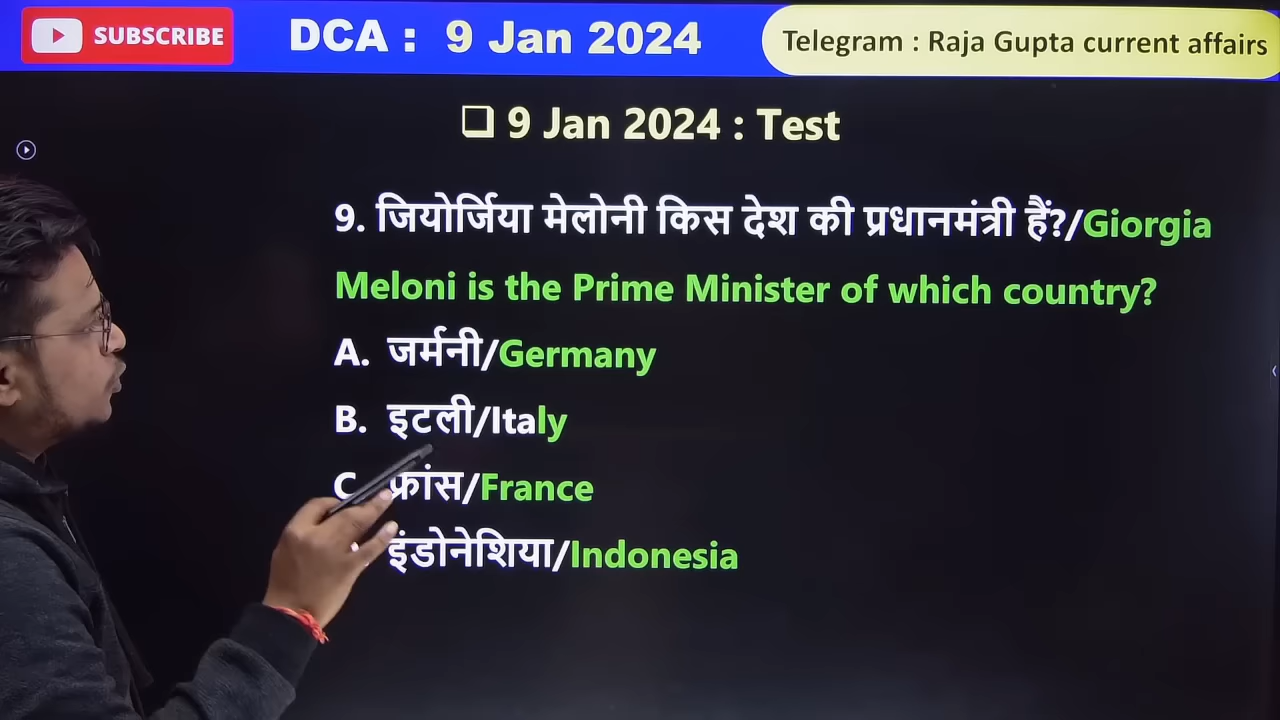 SUBSCRIBE
DCA : 9 Jan 2024
Telegram : Raja Gupta current affairs
❑ 9 Jan 2024 : Test
9. जियोर्जिया मेलोनी किस देश की प्रधानमंत्री हैं?/Giorgia
Meloni is the Prime Minister of which country?
A. जर्मनी/Germany
B. इटली/Italy
C फ्रांस/France
इंडोनेशिया/Indonesia